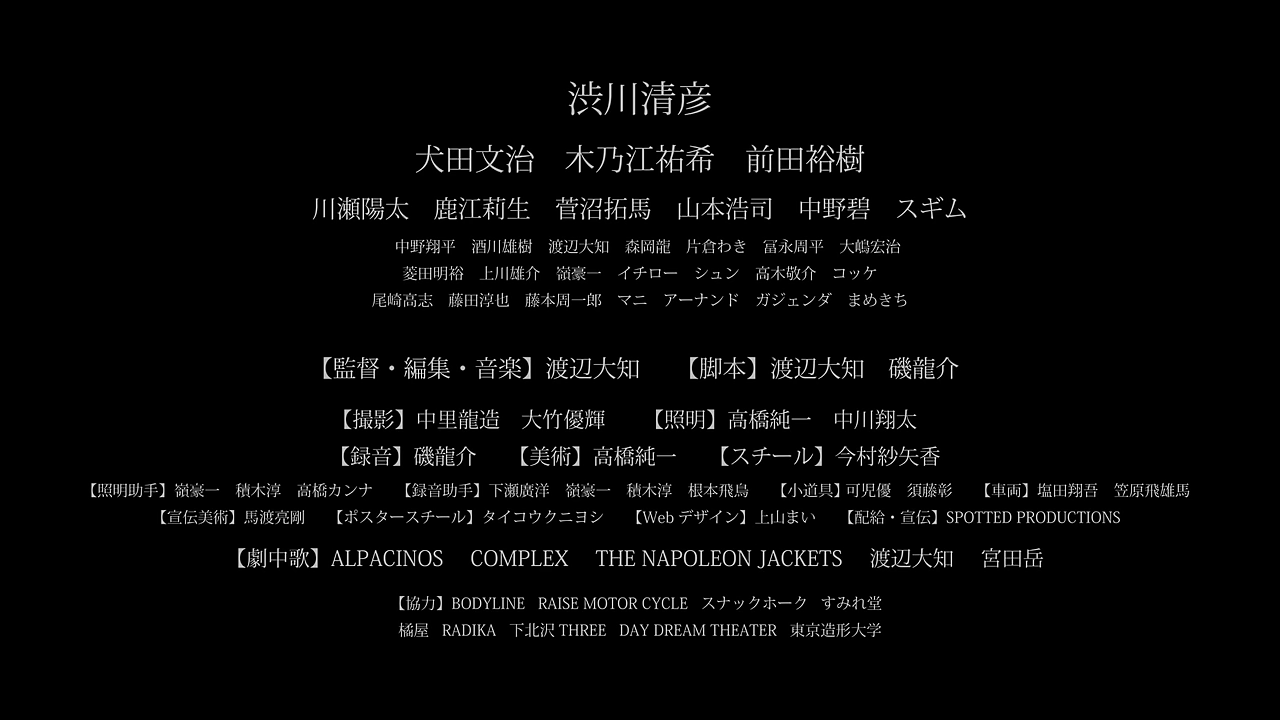 渋川清彦
犬田文治　木乃江祐希　前田裕樹
川瀬陽太　鹿江莉生　菅沼拓馬　山本浩司　中野碧　スギム
中野翔平　酒川雄樹　渡辺大知　森岡龍　片倉わき　冨永周平　大嶋宏治
菱田明裕　上川雄介　嶺豪一　イチロー　シュン　高木敬介　コッケ
尾崎高志　藤田淳也　藤本周一郎　マニ　アーナンド　ガジェンダ　まめきち
【監督・編集・音楽】渡辺大知　【脚本】渡辺大知　磯龍介
【撮影】中里龍造　大竹優輝　【照明】高橋純一　中川翔太
【録音】磯龍介　【美術】高橋純一　【スチール】今村紗矢香
【照明助手】嶺豪一　積木淳　高橋カンナ　【録音助手】下瀬廣洋　嶺豪一　積木淳　根本飛鳥　【小道具】可児優　須藤彰　【車両】塩田翔吾　笠原飛雄馬
【宣伝美術】馬渡亮剛　【ポスタースチール】タイコウクニヨシ　【Webデザイン】上山まい　【配給・宣伝】SPOTTED PRODUCTIONS
【劇中歌】ALPACINOS　COMPLEX　THE NAPOLEON JACKETS　渡辺大知　宮田岳
【協力】BODYLINE　RAISE MOTOR CYCLE　スナックホーク　すみれ堂
橘屋　RADIKA　下北沢THREE　DAY DREAM THEATER　東京造形大学